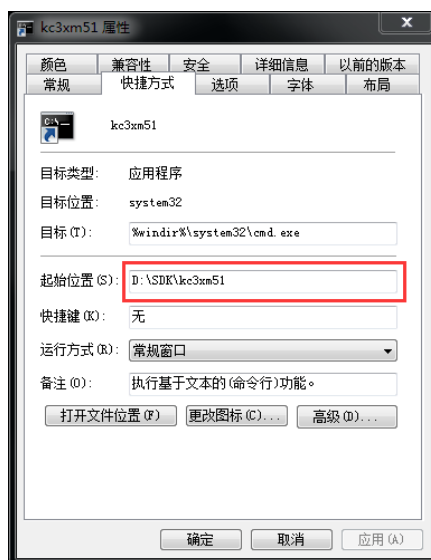 kc3xm51 属性
颜色 兼容性 安全 详细信息 以前的版本
常规 快捷方式 选项 字体 布局
C:\
kc3xm51
目标类型: 应用程序
目标位置: system32
目标(T): %windir%\system32\cmd.exe
起始位置(S): D:\SDK\kc3xm51
快捷键(K): 无
运行方式(R): 常规窗口
备注(O): 执行基于文本的(命令行)功能。
打开文件位置(F) 更改图标(C)... 高级(D)...
确定 取消 应用(A)